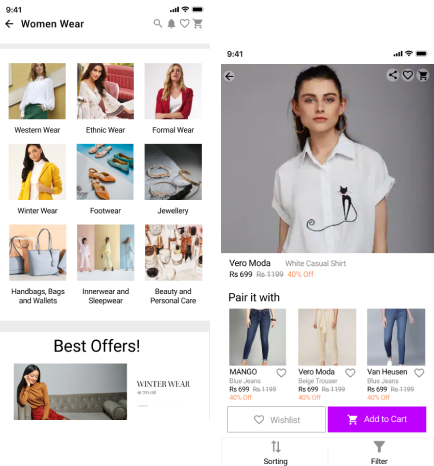 9:41
Women Wear
Western Wear
Ethnic Wear
Formal Wear
Winter Wear
Footwear
Jewellery
Handbags, Bags
and Wallets
Innerwear and
Sleepwear
Beauty and
Personal Care
Best Offers!
WINTER WEAR
9:41
Vero Moda White Casual Shirt
Rs 699 Rs 1199 40% Off
Pair it with
MANGO
Blue Jeans
Rs 699 Rs 1199
40% Off
Vero Moda
Beige Trouser
Rs 699 Rs 1199
40% Off
Van Heusen
Blue Jeans
Rs 699 Rs 1199
40% Off
Wishlist
Add to Cart
Sorting
Filter